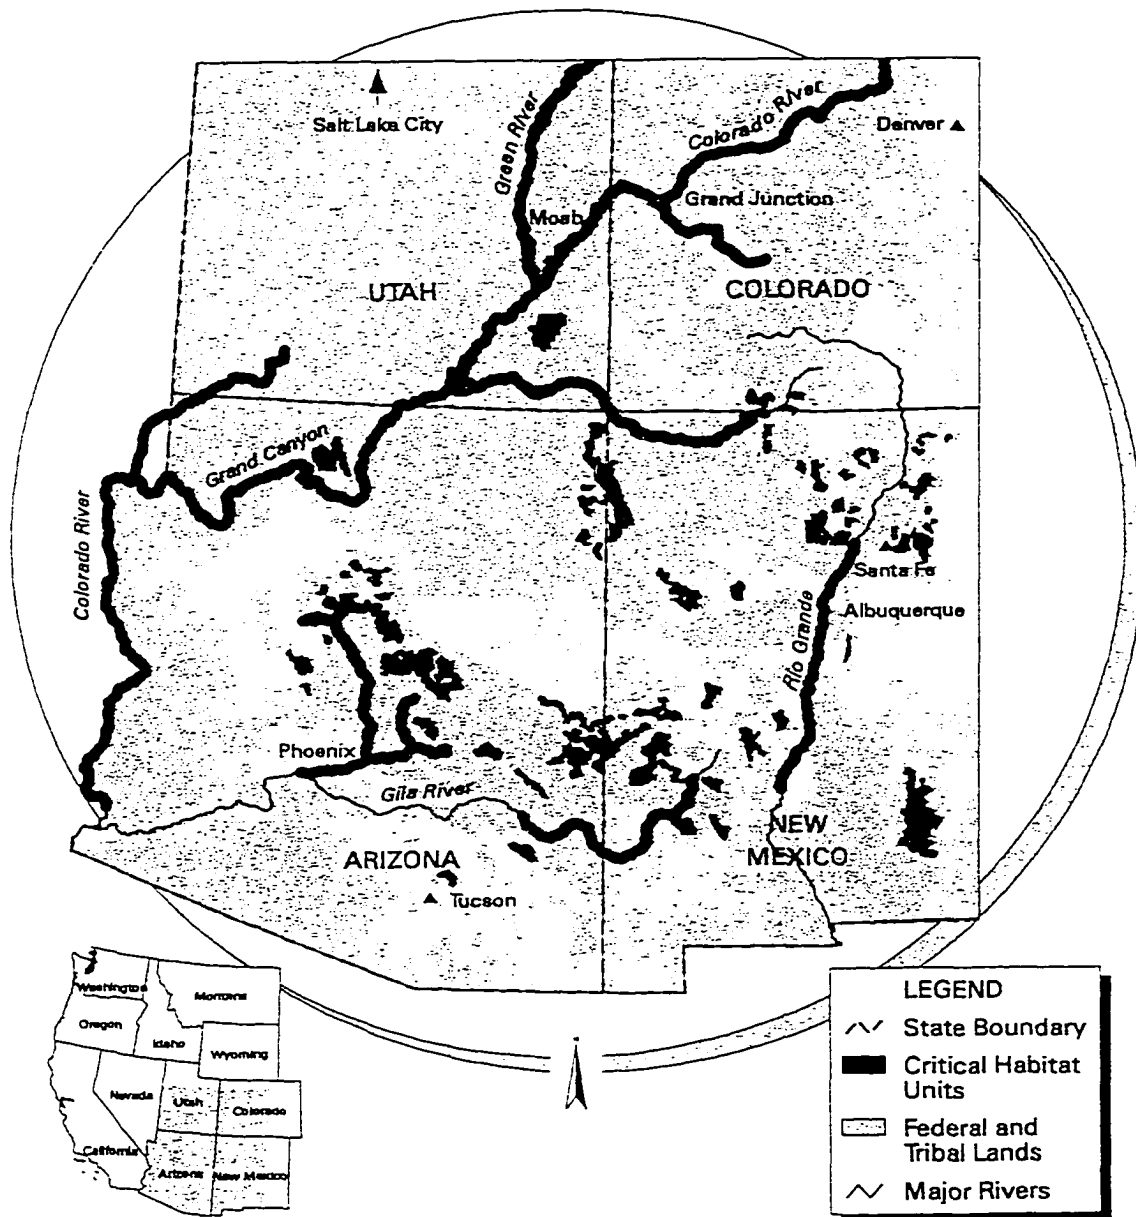 Salt Lake City
Green River
Colorado River
Denver
Moab
Grand Junction
UTAH
COLORADO
Grand Canyon
Colorado River
Santa Fe
Albuquerque
Rio Grande
Phoenix
Gila River
NEW
MEXICO
ARIZONA
Tucson
Washington
Montana
Oregon
Idaho
Wyoming
Nevada
Utah
Colorado
California
Arizona
New Mexico
LEGEND
State Boundary
Critical Habitat
Units
Federal and
Tribal Lands
Major Rivers